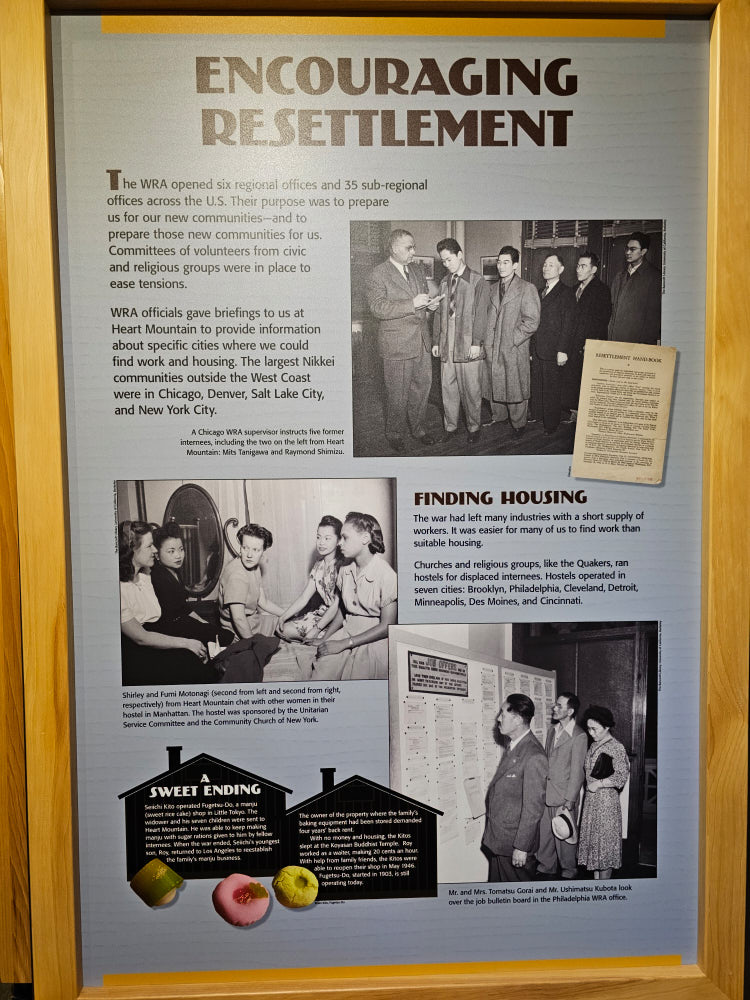 ENCOURAGING
RESETTLEMENT
The WRA opened six regional offices and 35 sub-regional
offices across the U.S. Their purpose was to prepare
us for our new communities—and to
prepare those new communities for us.
Committees of volunteers from civic
and religious groups were in place to
ease tensions.
WRA officials gave briefings to us at
Heart Mountain to provide information
about specific cities where we could
find work and housing. The largest Nikkei
communities outside the West Coast
were in Chicago, Denver, Salt Lake City,
and New York City.
A Chicago WRA supervisor instructs five former
internees, including the two on the left from Heart
Mountain: Mits Tanigawa and Raymond Shimizu.
RESETTLEMENT HAND-BOOK
FINDING HOUSING
The war had left many industries with a short supply of
workers. It was easier for many of us to find work than
suitable housing.
Churches and religious groups, like the Quakers, ran
hostels for displaced internees. Hostels operated in
seven cities: Brooklyn, Philadelphia, Cleveland, Detroit,
Minneapolis, Des Moines, and Cincinnati.
Shirley and Fumi Motonagi (second from left and second from right,
respectively) from Heart Mountain chat with other women in their
hostel in Manhattan. The hostel was sponsored by the Unitarian
Service Committee and the Community Church of New York.
JOB OFFERS
A
SWEET ENDING
Seiichi Kito operated Fugetsu-Do, a manju
(sweet rice cake) shop in Little Tokyo. The
widower and his seven children were sent to
Heart Mountain. He was able to keep making
manju with sugar rations given to him by fellow
internees. When the war ended, Seiichi's youngest
son, Roy, returned to Los Angeles to reestablish
the family's manju business.
The owner of the property where the family's
baking equipment had been stored demanded
four years' back rent.
With no money and housing, the Kitos
slept at the Koyasan Buddhist Temple. Roy
worked as a waiter, making 20 cents an hour.
With help from family friends, the Kitos were
able to reopen their shop in May 1946.
Fugetsu-Do, started in 1903, is still
operating today.
Mr. and Mrs. Tomatsu Gorai and Mr. Ushimatsu Kubota look
over the job bulletin board in the Philadelphia WRA office.